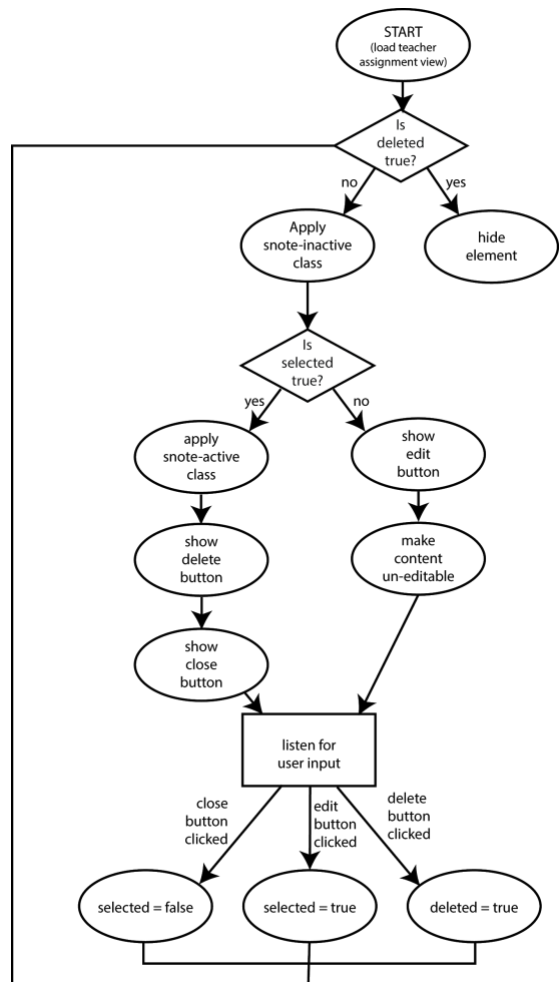 START
(load teacher
assignment view)
Is
deleted
true?
no
yes
Apply
snote-inactive
class
hide
element
Is
selected
true?
yes
no
apply
snote-active
class
show
edit
button
show
delete
button
make
content
un-editable
show
close
button
listen for
user input
close
button
clicked
edit
button
clicked
delete
button
clicked
selected = false
selected = true
deleted = true